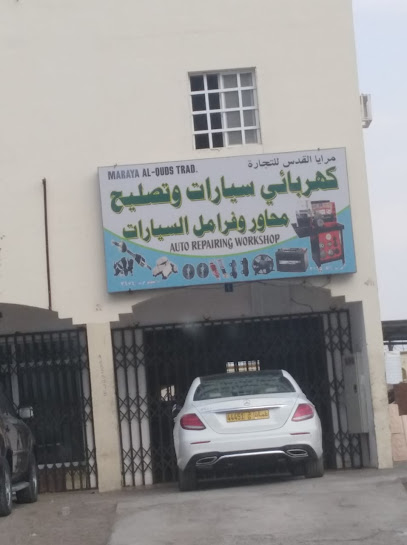 مرايا القدس للتجارة
MARAYA AL-QUDS TRAD.
كهربائي سيارات وتصليح
محاور وفرامل السيارات
AUTO REPAIRING WORKSHOP